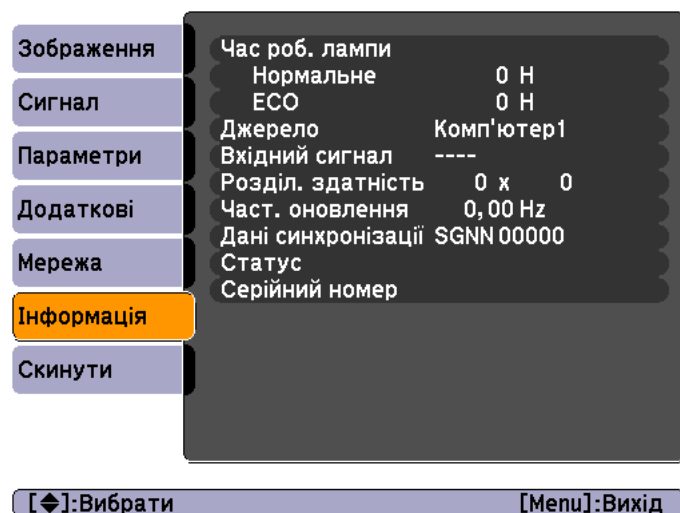 Зображення
Сигнал
Параметри
Додаткові
Мережа
Інформація
Скинути
Час роб. лампи
Нормальне 0 H
ECO 0 H
Джерело Комп'ютер1
Вхідний сигнал ----
Розділ. здатність 0 x 0
Част. оновлення 0,00 Hz
Дані синхронізації SGNN 00000
Статус
Серійний номер
[◆]:Вибрати [Menu]:Вихід